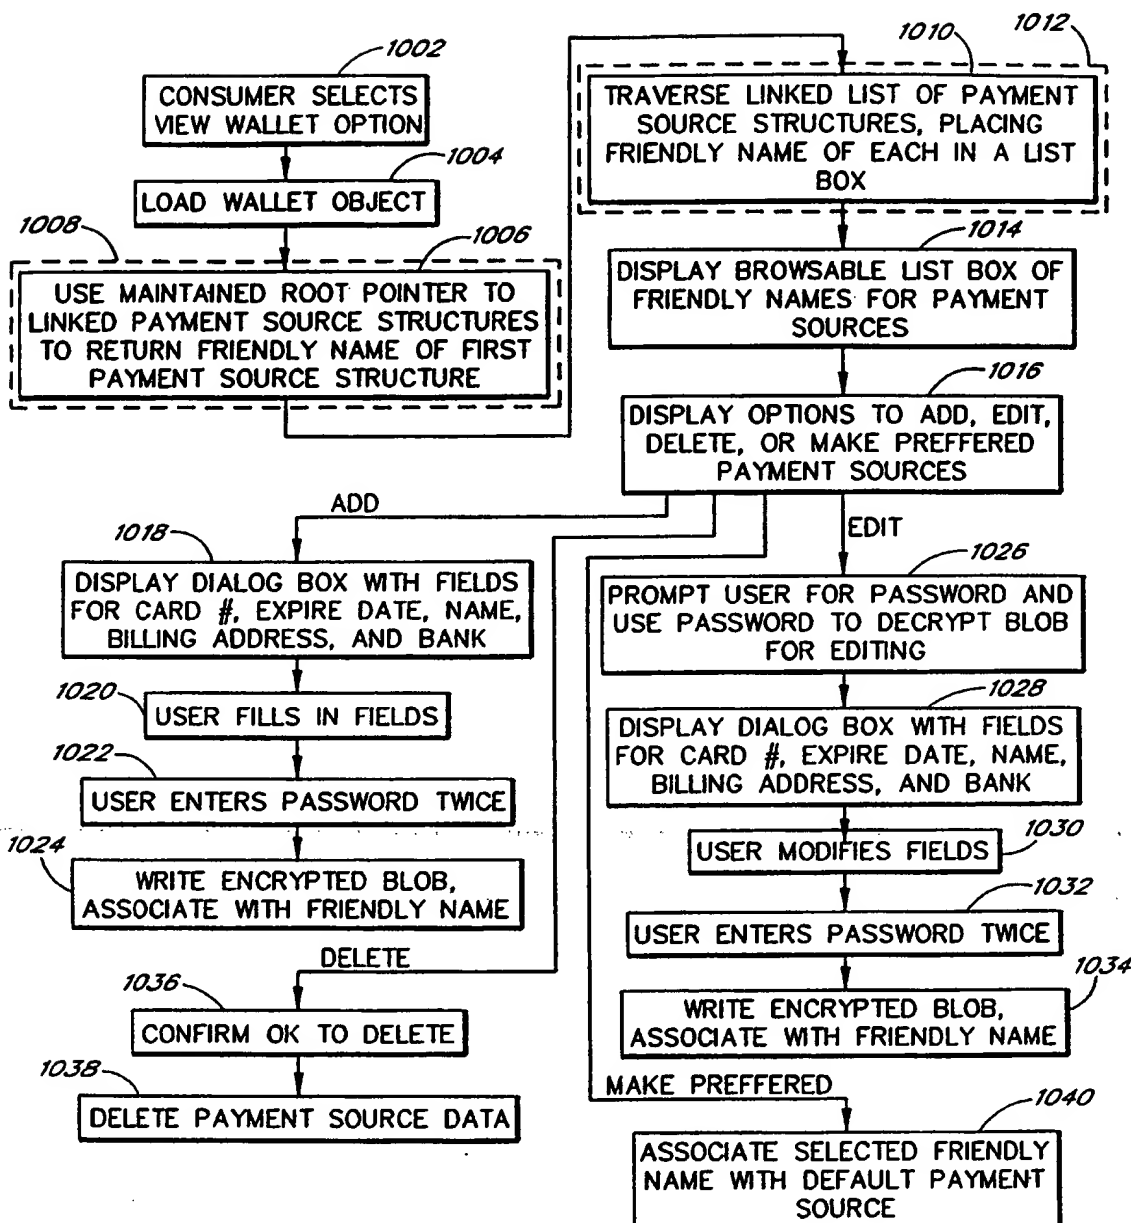 1002
CONSUMER SELECTS
VIEW WALLET OPTION
1004
LOAD WALLET OBJECT
1008
1006
USE MAINTAINED ROOT POINTER TO
LINKED PAYMENT SOURCE STRUCTURES
TO RETURN FRIENDLY NAME OF FIRST
PAYMENT SOURCE STRUCTURE
1010
1012
TRAVERSE LINKED LIST OF PAYMENT
SOURCE STRUCTURES, PLACING
FRIENDLY NAME OF EACH IN A LIST
BOX
1014
DISPLAY BROWSABLE LIST BOX OF
FRIENDLY NAMES FOR PAYMENT
SOURCES
1016
DISPLAY OPTIONS TO ADD, EDIT,
DELETE, OR MAKE PREFFERED
PAYMENT SOURCES
ADD
1018
DISPLAY DIALOG BOX WITH FIELDS
FOR CARD #, EXPIRE DATE, NAME,
BILLING ADDRESS, AND BANK
1020
USER FILLS IN FIELDS
1022
USER ENTERS PASSWORD TWICE
1024
WRITE ENCRYPTED BLOB,
ASSOCIATE WITH FRIENDLY NAME
EDIT
1026
PROMPT USER FOR PASSWORD AND
USE PASSWORD TO DECRYPT BLOB
FOR EDITING
1028
DISPLAY DIALOG BOX WITH FIELDS
FOR CARD #, EXPIRE DATE, NAME,
BILLING ADDRESS, AND BANK
1030
USER MODIFIES FIELDS
1032
USER ENTERS PASSWORD TWICE
1034
WRITE ENCRYPTED BLOB,
ASSOCIATE WITH FRIENDLY NAME
DELETE
1036
CONFIRM OK TO DELETE
1038
DELETE PAYMENT SOURCE DATA
MAKE PREFFERED
1040
ASSOCIATE SELECTED FRIENDLY
NAME WITH DEFAULT PAYMENT
SOURCE